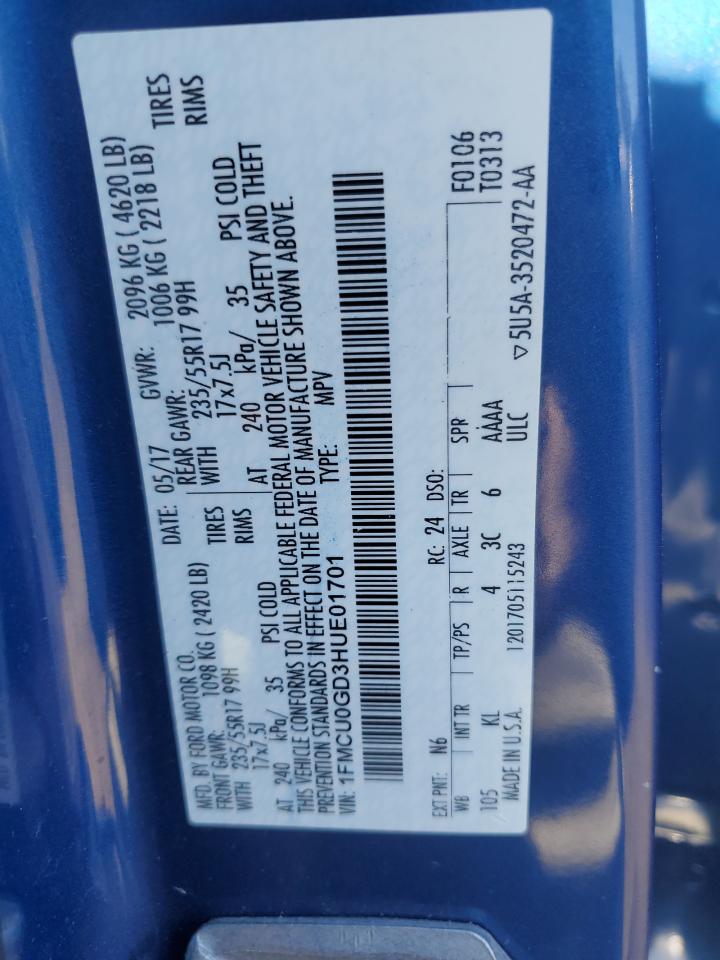 MFD. BY FORD MOTOR CO. DATE: 05/17 GVWR: 2096 KG ( 4620 LB)
FRONT GAWR: 1098 KG ( 2420 LB) REAR GAWR: 1006 KG ( 2218 LB)
WITH 235/55R17 99H TIRES WITH 235/55R17 99H TIRES
17x7.5J RIMS 17x7.5J RIMS
AT 240 kPa/ 35 PSI COLD AT 240 kPa/ 35 PSI COLD
THIS VEHICLE CONFORMS TO ALL APPLICABLE FEDERAL MOTOR VEHICLE SAFETY AND THEFT
PREVENTION STANDARDS IN EFFECT ON THE DATE OF MANUFACTURE SHOWN ABOVE.
VIN: 1FMCU0GD3HUE01701 TYPE: MPV
EXT PNT: N6 RC: 24 DSO: F0106
WB INT TR TP/PS R AXLE TR SPR T0313
105 KL 4 3C 6 AAAA
MADE IN U.S.A. 1201705115243 ULC ▽ 5U5A-3520472-AA